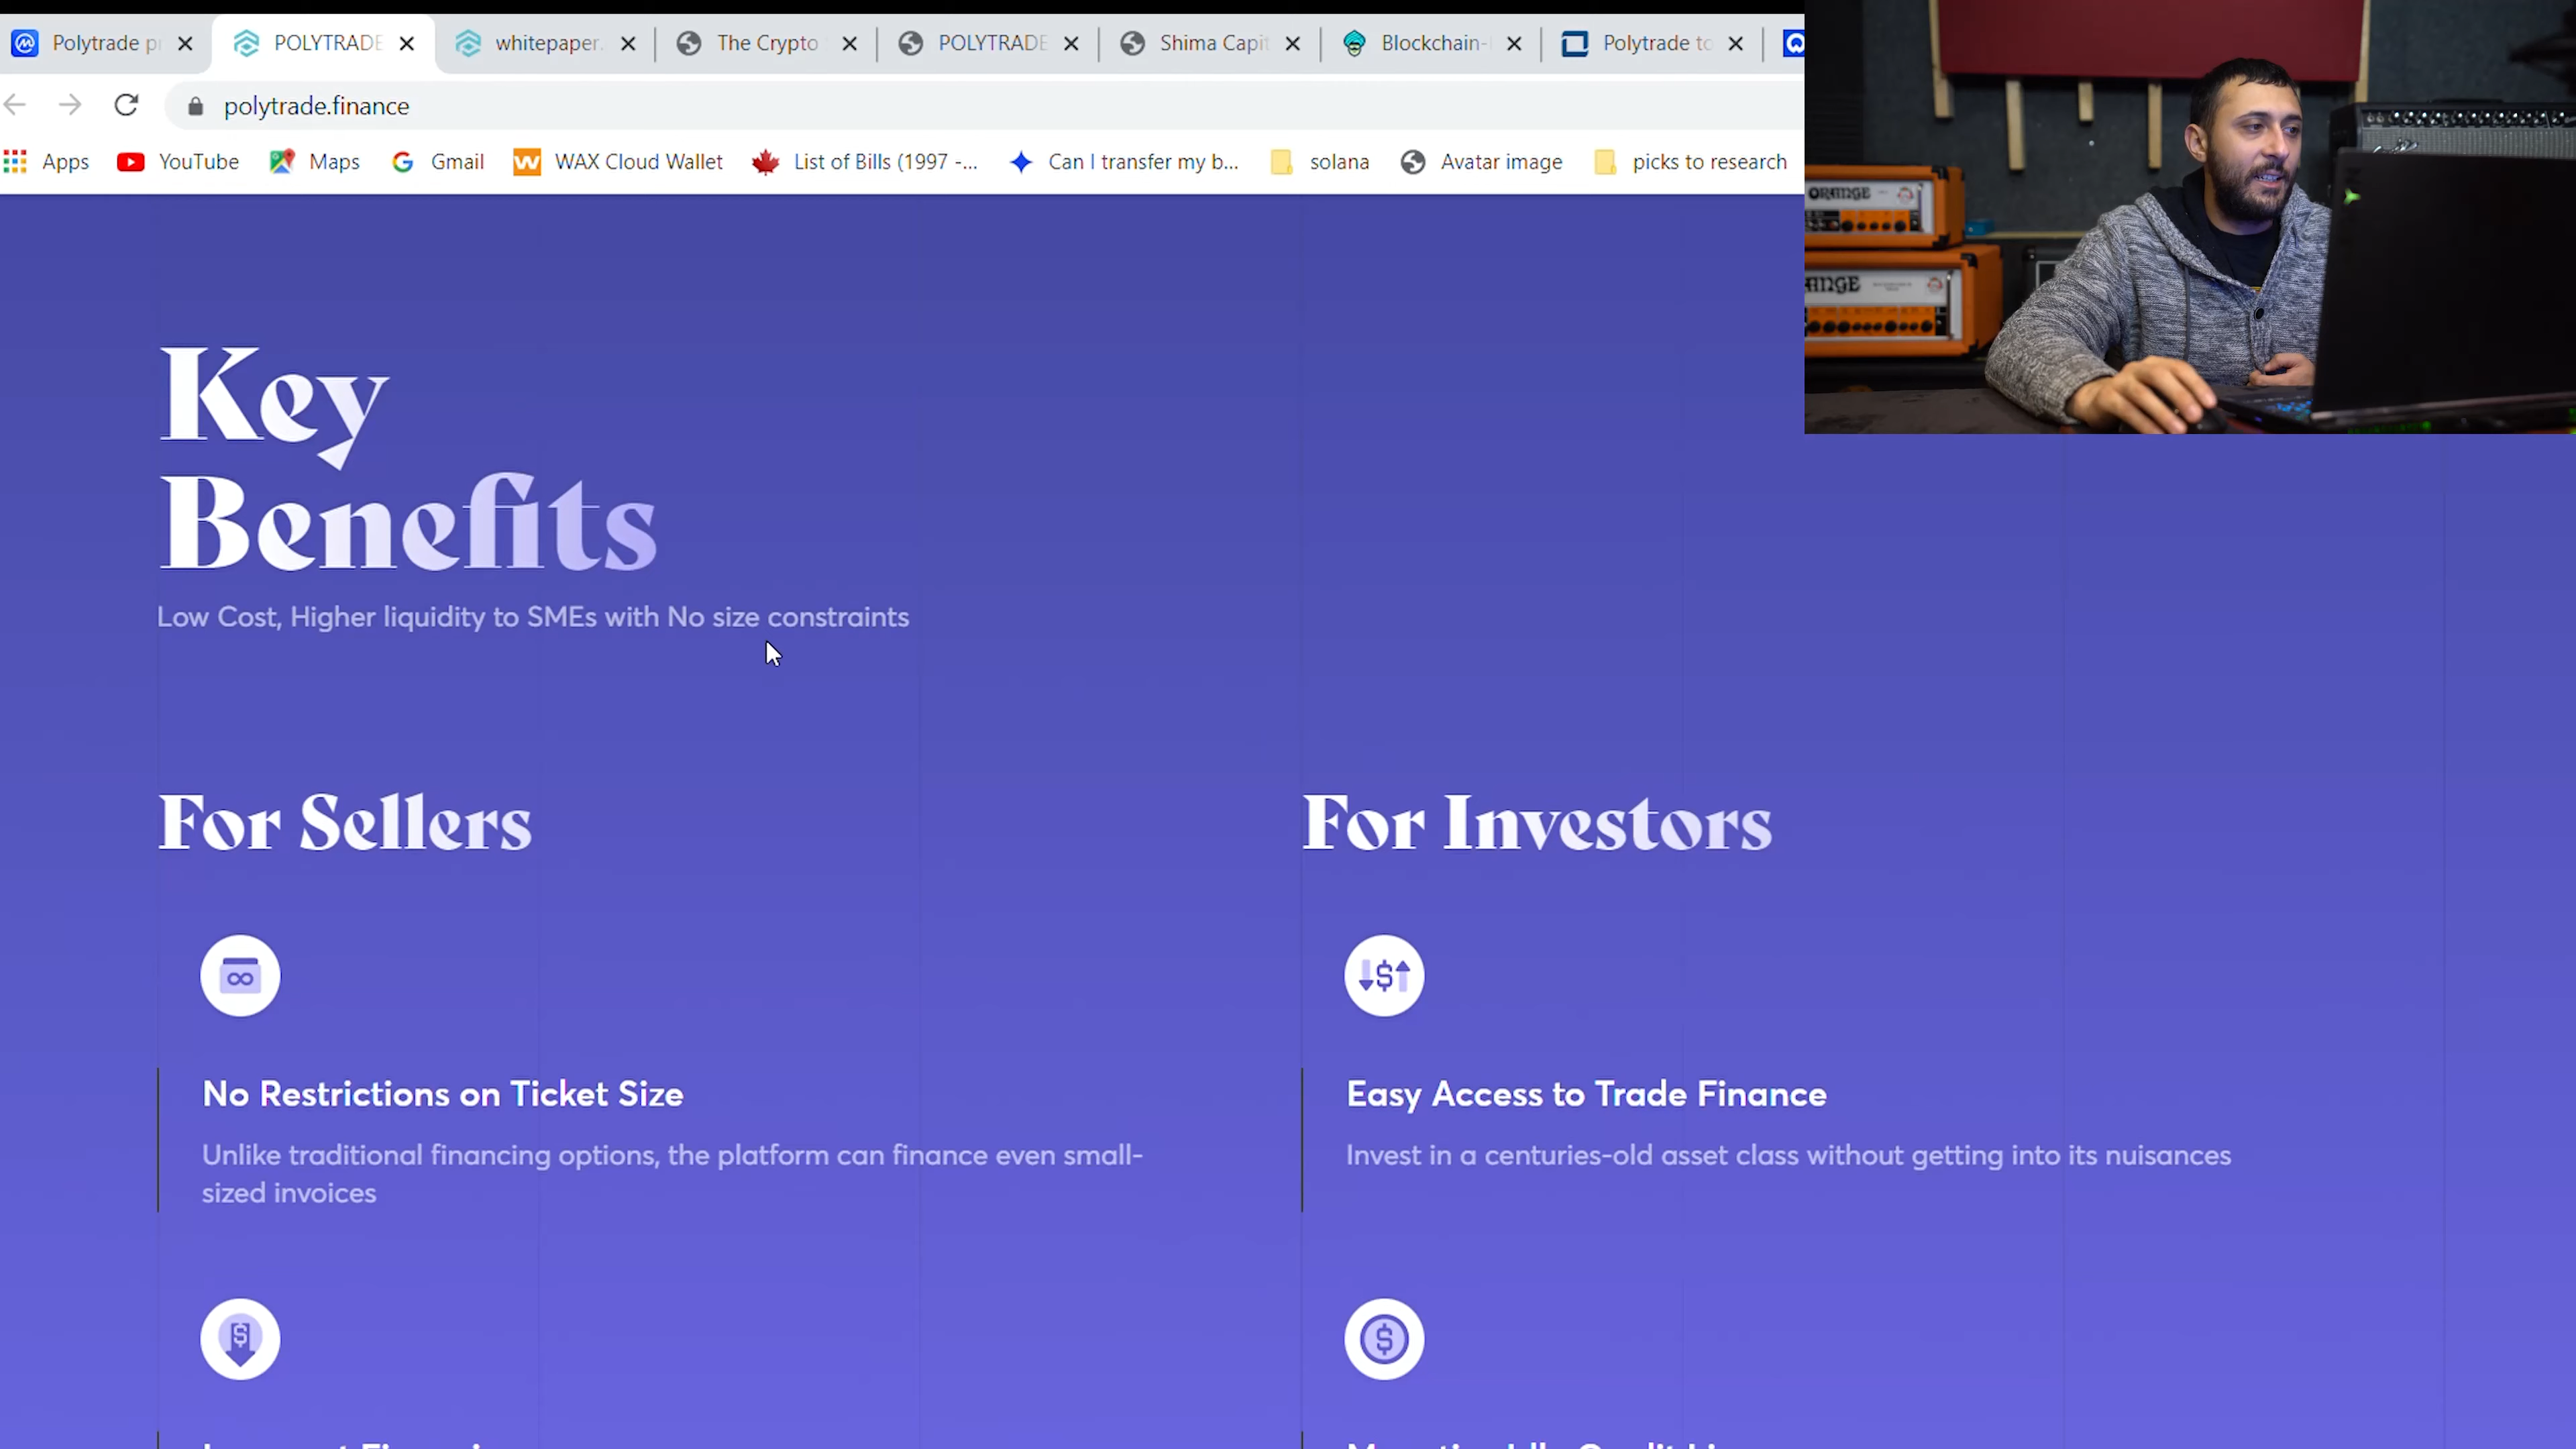 Polytrade p
POLYTRADE
whitepaper.
The Crypto
POLYTRADE
Shima Capi
Blockchain-
Polytrade to
polytrade.finance
Apps
YouTube
Maps
Gmail
WAX Cloud Wallet
List of Bills (1997 -...
Can I transfer my b...
solana
Avatar image
picks to research
ORANGE
Key
Benefits
Low Cost, Higher liquidity to SMEs with No size constraints
For Sellers
For Investors
No Restrictions on Ticket Size
Unlike traditional financing options, the platform can finance even small-
sized invoices
Easy Access to Trade Finance
Invest in a centuries-old asset class without getting into its nuisances